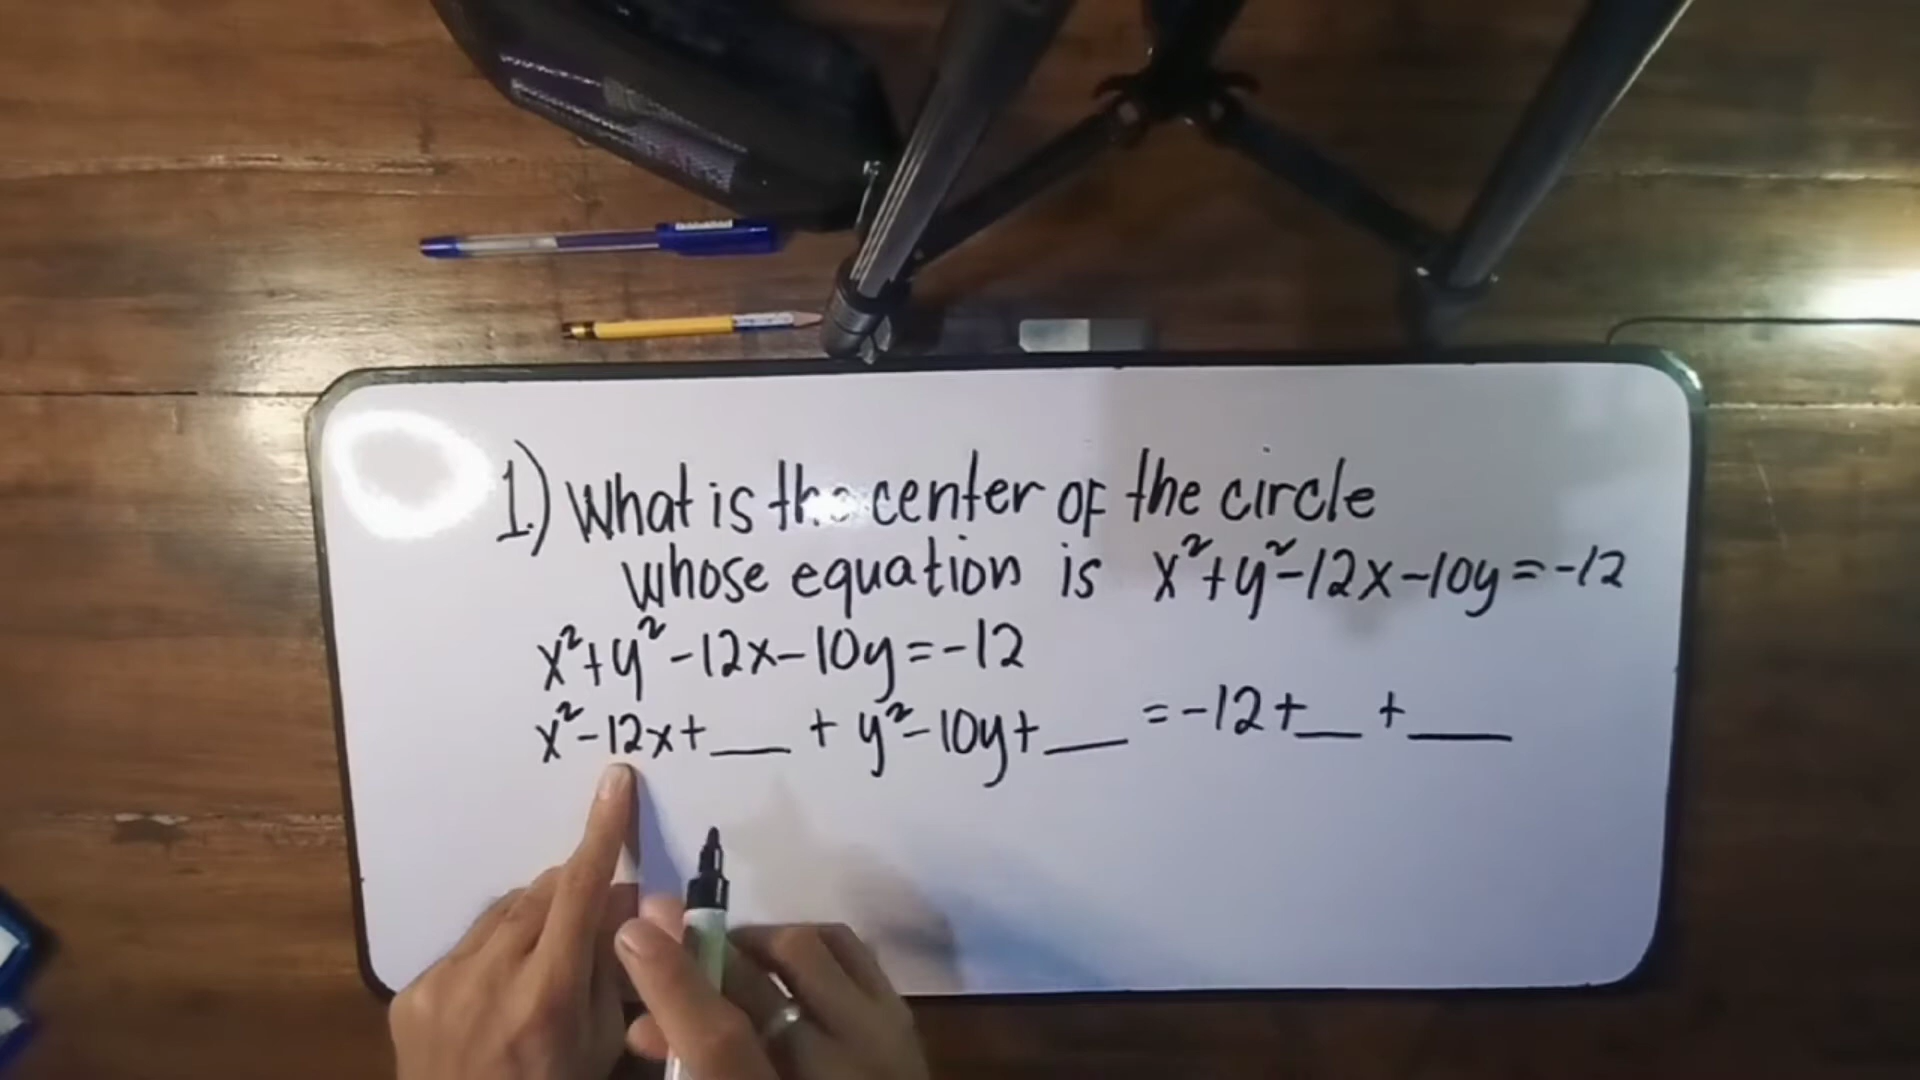 1.) What is the center of the circle
whose equation is x²+y²-12x-10y=-12
x²+y²-12x-10y=-12
x²-12x+___ + y²-10y+___ =-12+__+___